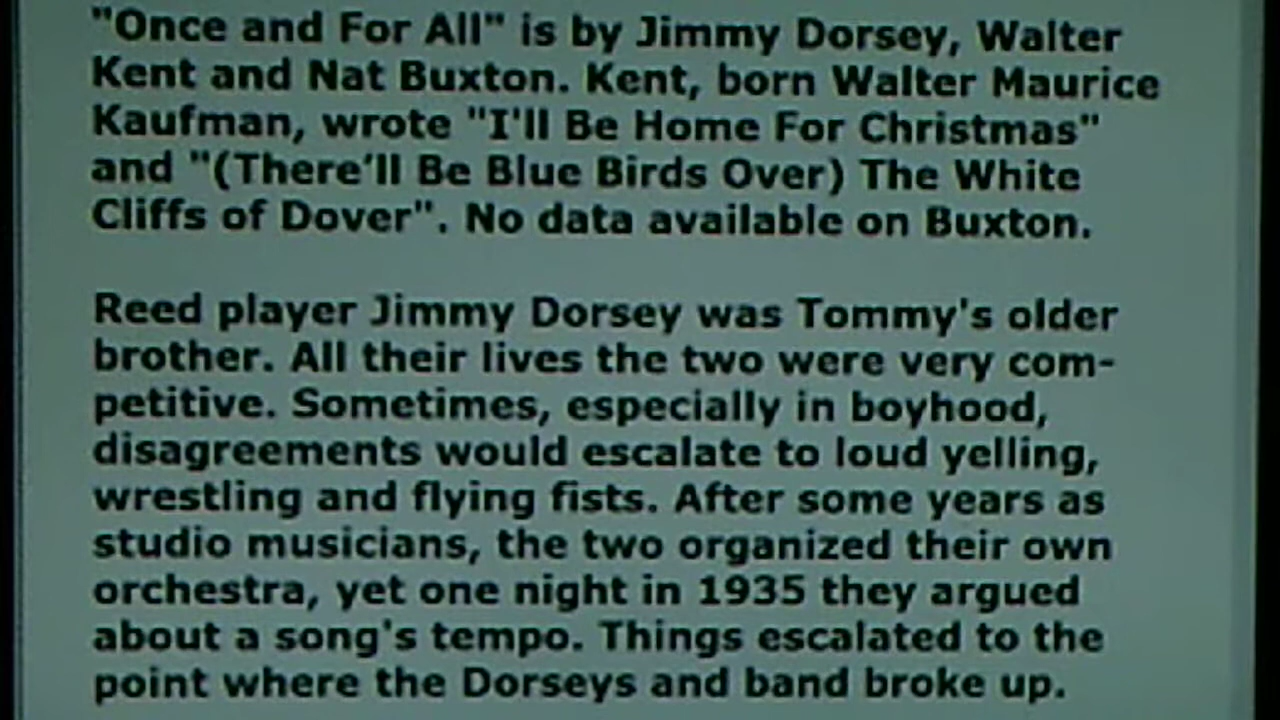 "Once and For All" is by Jimmy Dorsey, Walter
Kent and Nat Buxton. Kent, born Walter Maurice
Kaufman, wrote "I'll Be Home For Christmas"
and "(There’ll Be Blue Birds Over) The White
Cliffs of Dover". No data available on Buxton.
Reed player Jimmy Dorsey was Tommy's older
brother. All their lives the two were very com-
petitive. Sometimes, especially in boyhood,
disagreements would escalate to loud yelling,
wrestling and flying fists. After some years as
studio musicians, the two organized their own
orchestra, yet one night in 1935 they argued
about a song's tempo. Things escalated to the
point where the Dorseys and band broke up.